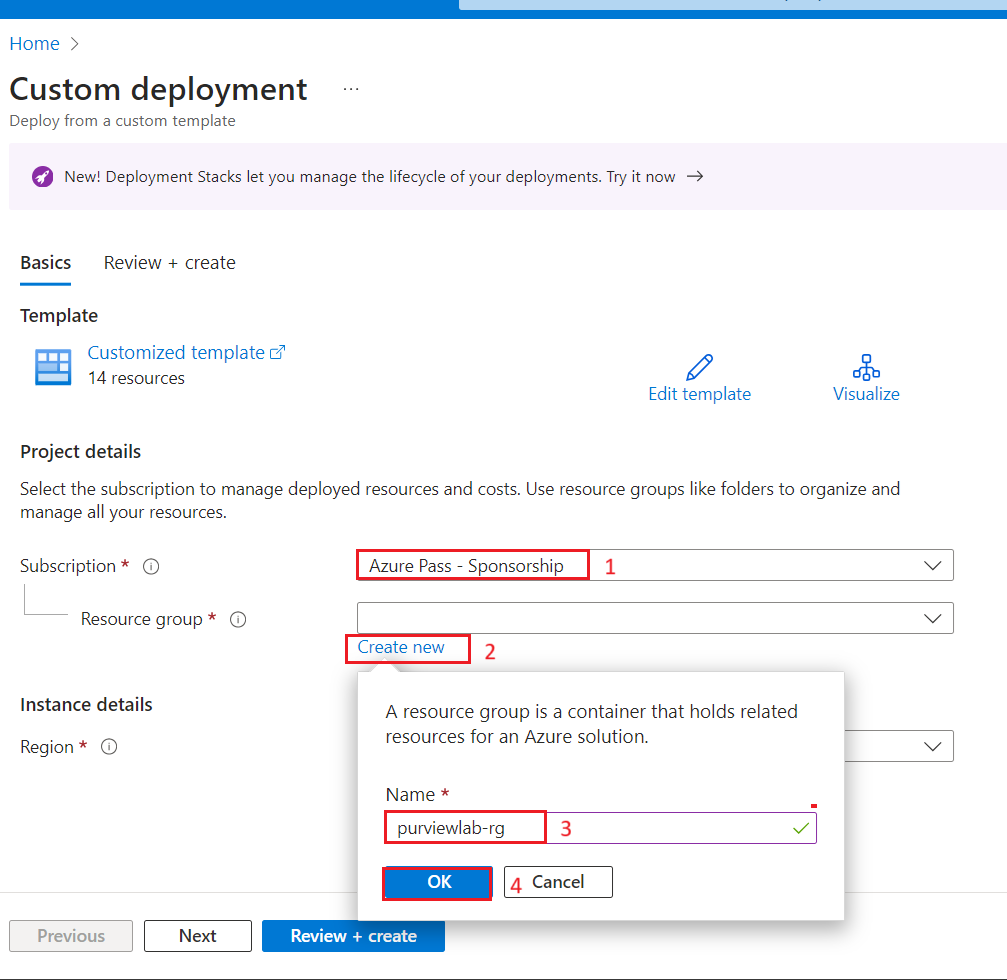 Home
Custom deployment ...
Deploy from a custom template
New! Deployment Stacks let you manage the lifecycle of your deployments. Try it now →
Basics Review + create
Template
Customized template
14 resources
Edit template Visualize
Project details
Select the subscription to manage deployed resources and costs. Use resource groups like folders to organize and
manage all your resources.
Subscription * Azure Pass - Sponsorship 1
Resource group *
Create new 2
A resource group is a container that holds related
resources for an Azure solution.
Instance details
Region *
Name *
purviewlab-rg 3
OK 4 Cancel
Previous Next Review + create